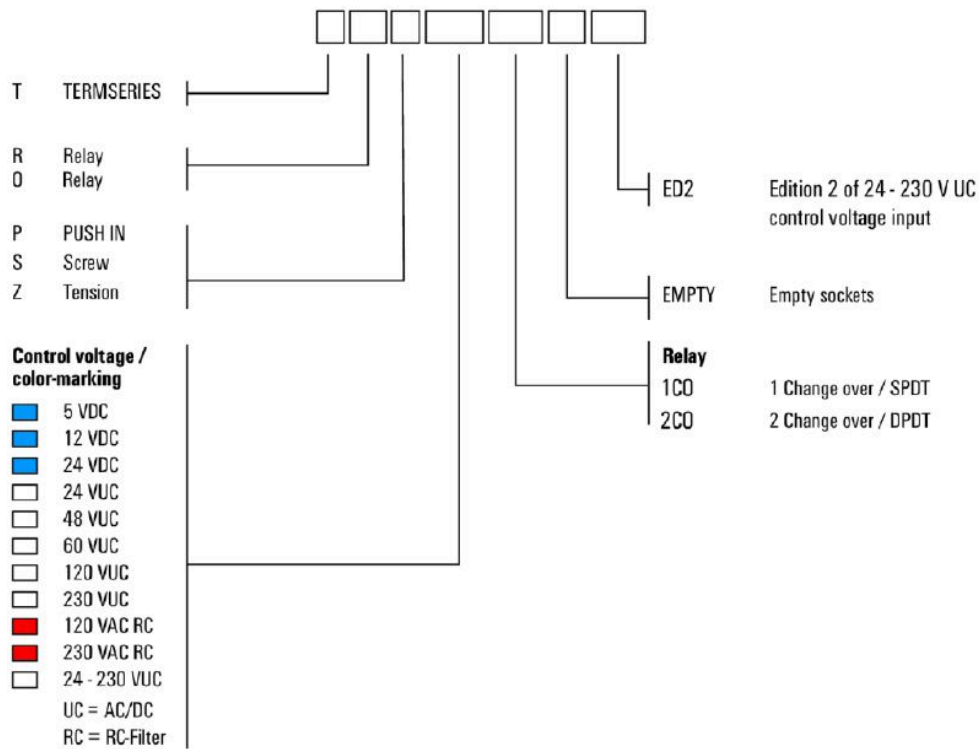 T TERMSERIES
R Relay
O Relay
P PUSH IN
S Screw
Z Tension
Control voltage /
color-marking
5 VDC
12 VDC
24 VDC
24 VUC
48 VUC
60 VUC
120 VUC
230 VUC
120 VAC RC
230 VAC RC
24 - 230 VUC
UC = AC/DC
RC = RC-Filter
ED2 Edition 2 of 24 - 230 V UC
control voltage input
EMPTY Empty sockets
Relay
1CO 1 Change over / SPDT
2CO 2 Change over / DPDT